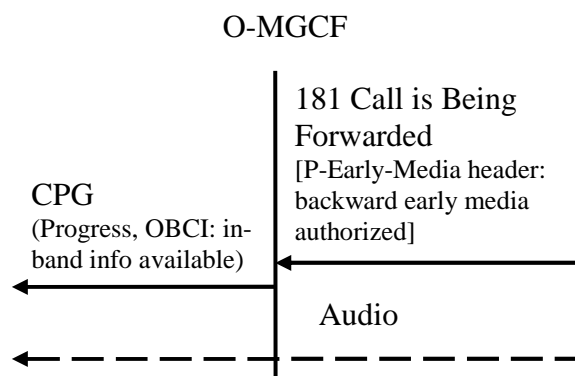 O-MGCF
181 Call is Being
Forwarded
[P-Early-Media header:
backward early media
authorized]
CPG
(Progress, OBCI: in-
band info available)
Audio